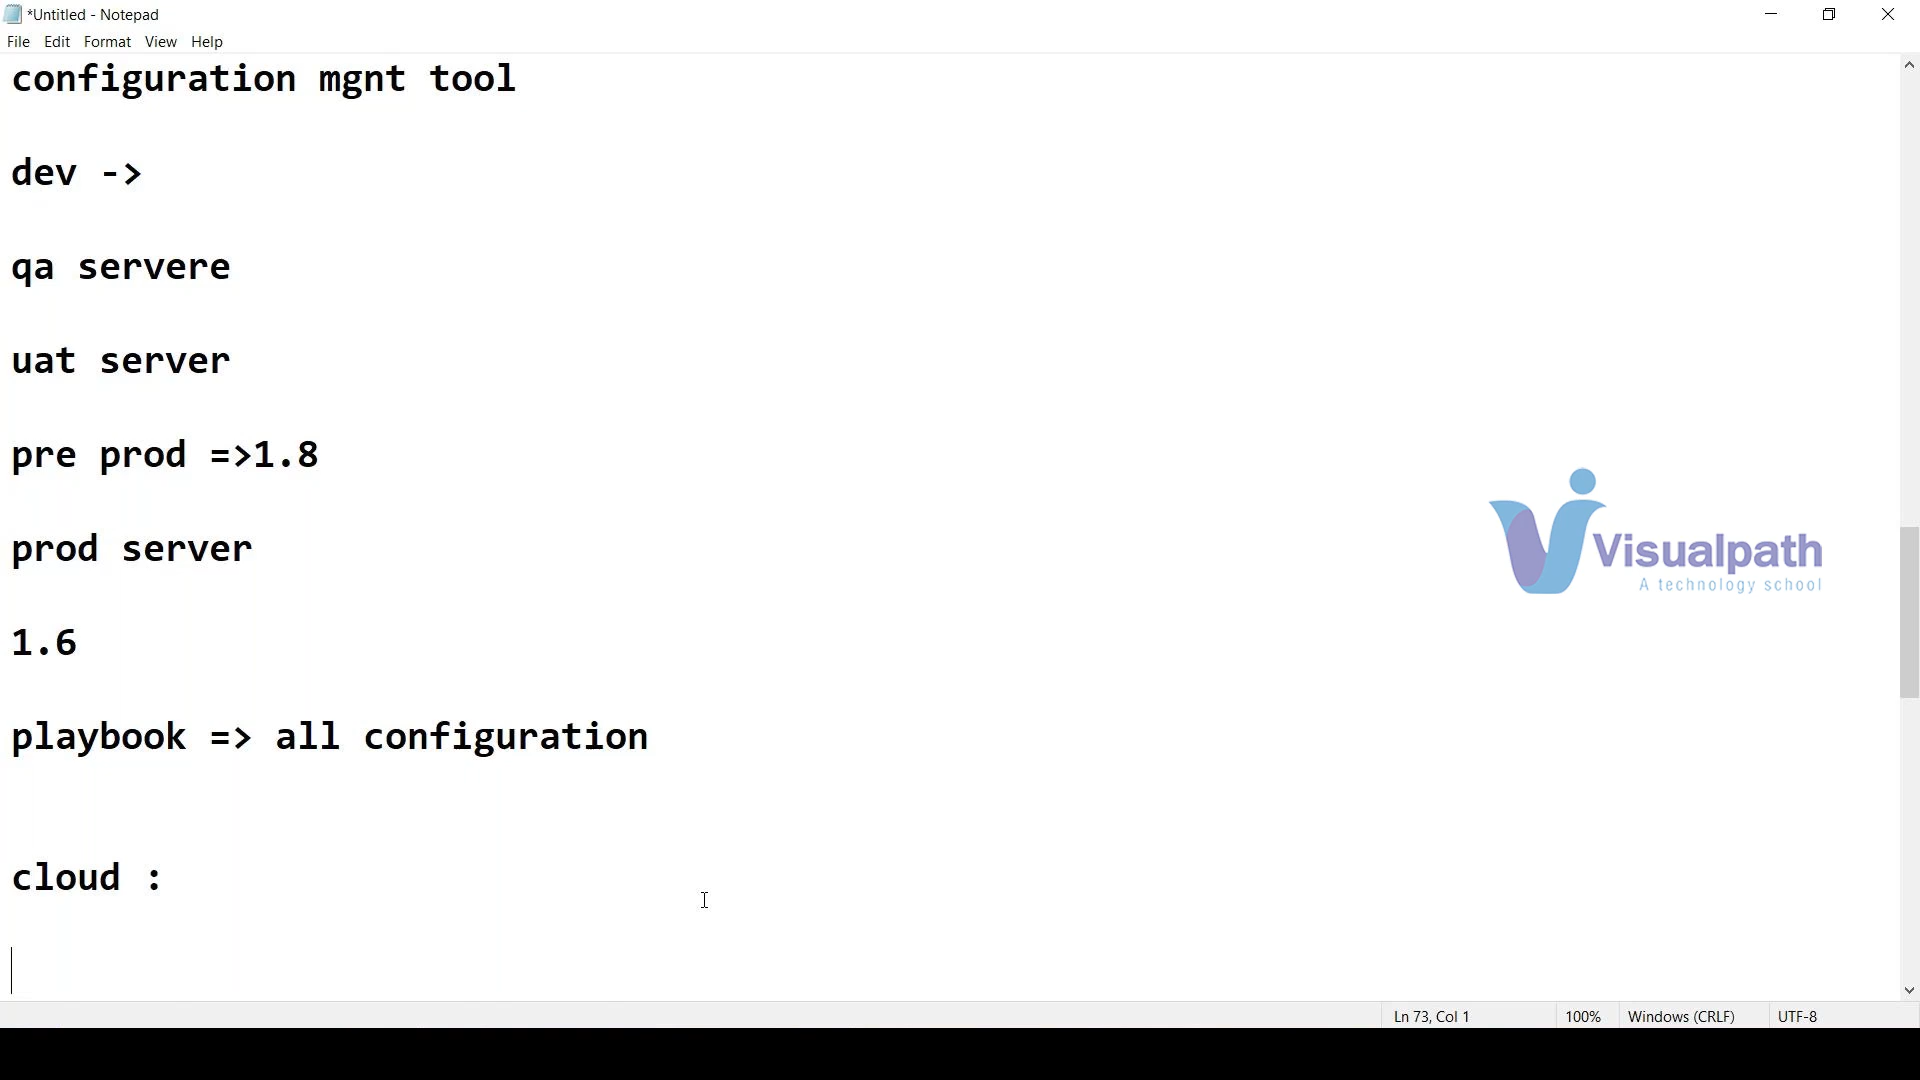 *Untitled - Notepad
File Edit Format View Help
configuration mgnt tool
dev ->
qa servere
uat server
pre prod =>1.8
prod server
1.6
playbook => all configuration
cloud :
Visualpath
A technology school
Ln 73, Col 1 100% Windows (CRLF) UTF-8